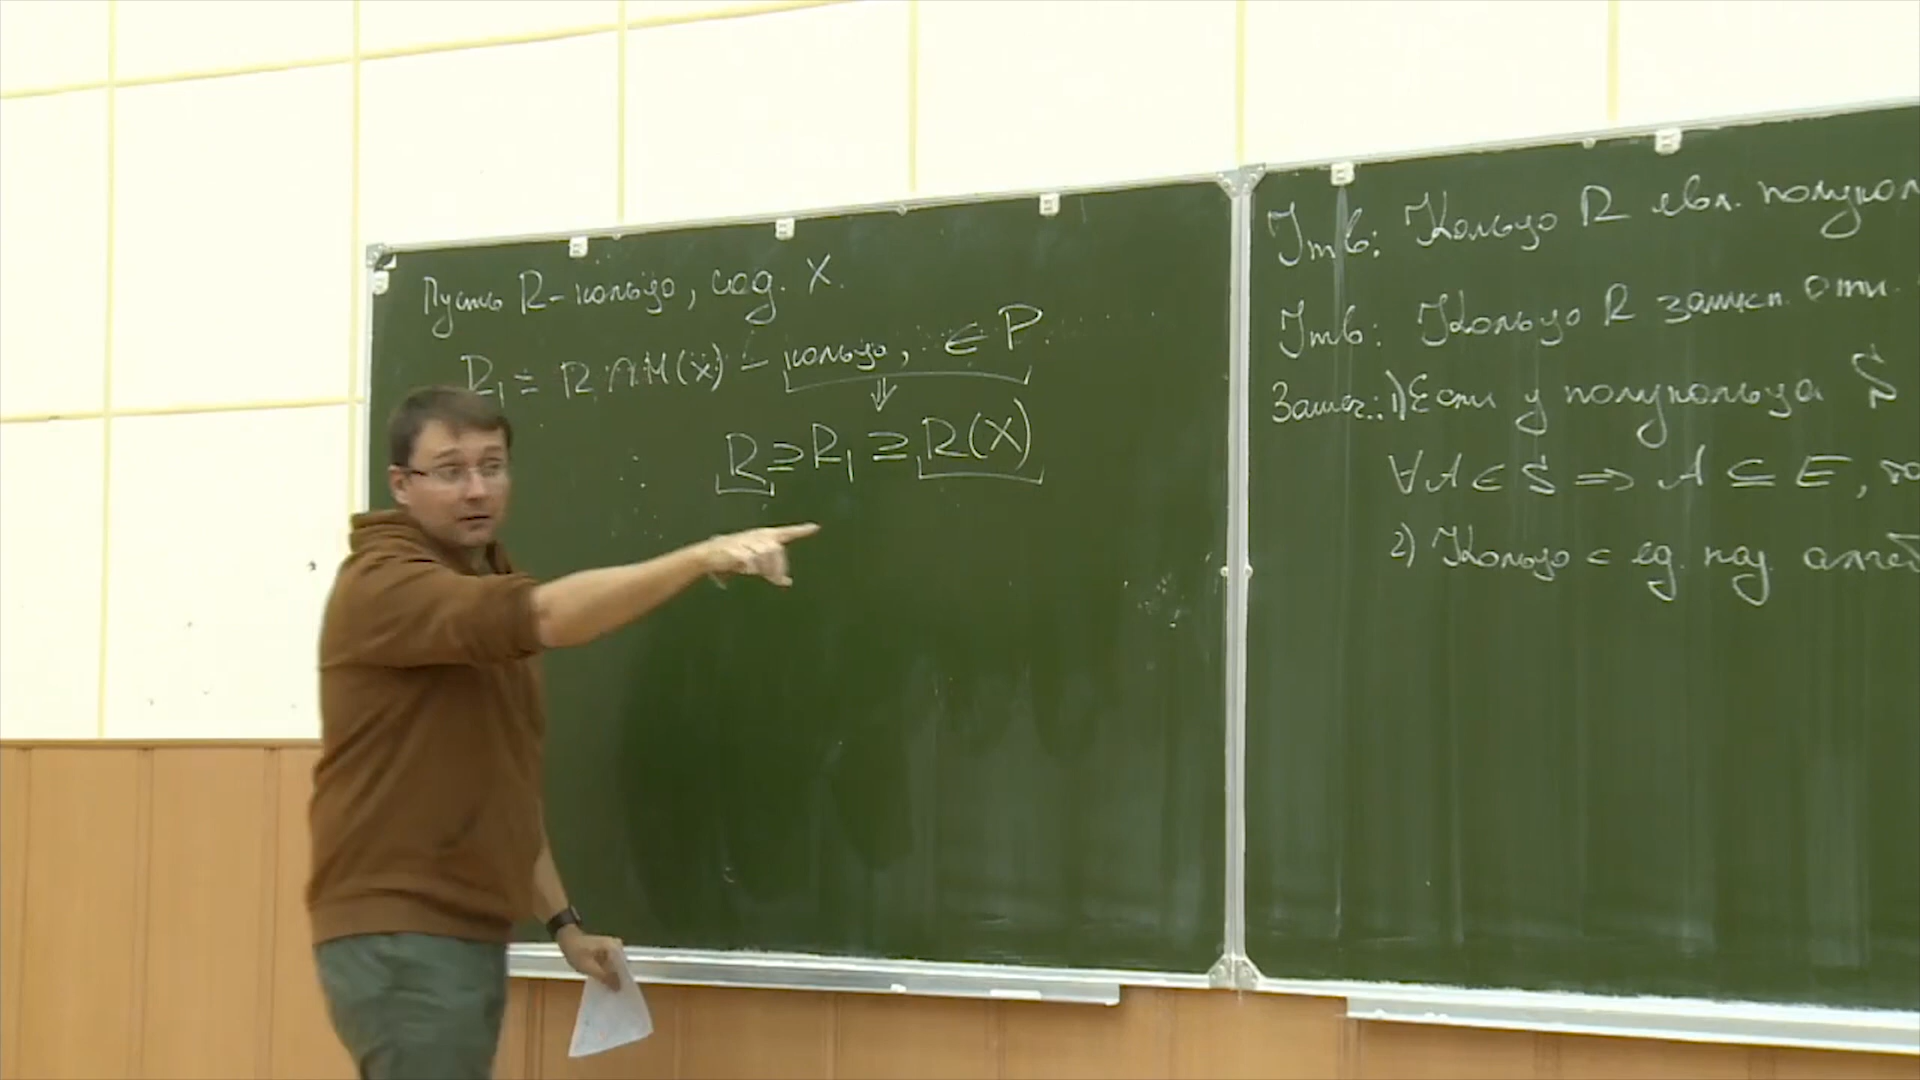 Пусть R - кольцо, сод. X.
R₁ = R ∩ M(X) – кольцо, ∈ P.
⇓
R ⊇ R₁ ⊇ R(X)
Утв: Кольцо R явл. полукол
Утв: Кольцо R замкн. отн.
Замеч.: 1) Если у полукольца S
∀A ∈ S ⇒ A ⊆ E,
2) Кольцо с ед. наз. алгеб